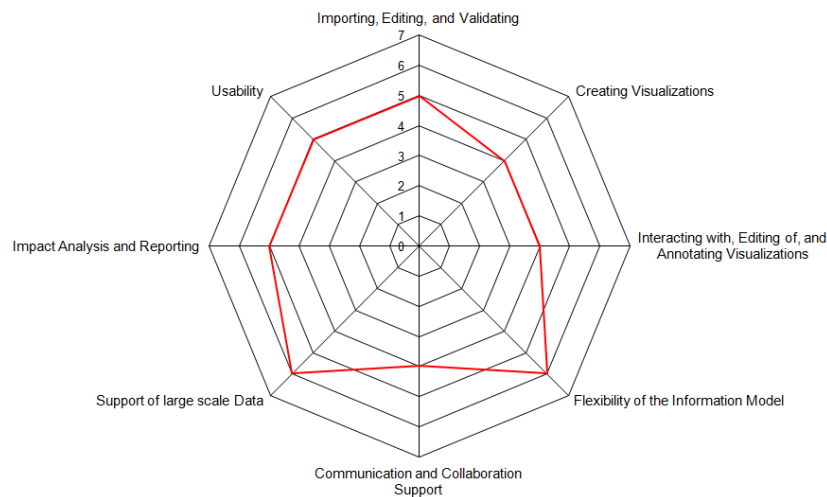 Importing, Editing, and Validating
7
6
Usability
5
Creating Visualizations
4
3
2
1
Impact Analysis and Reporting
0
Interacting with, Editing of, and
Annotating Visualizations
Support of large scale Data
Flexibility of the Information Model
Communication and Collaboration
Support